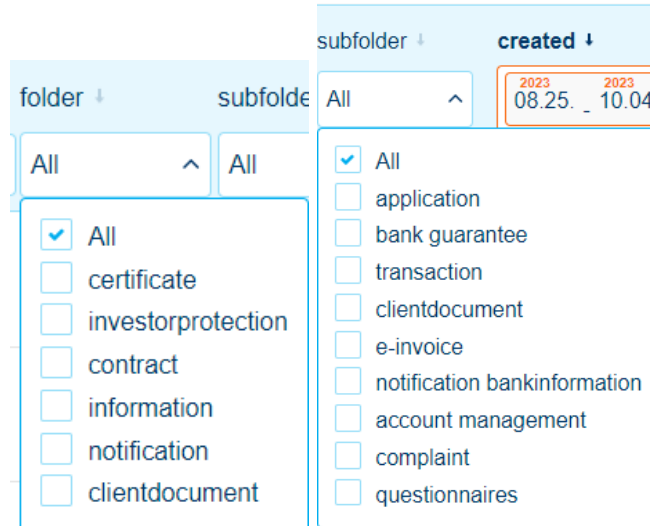 folder ↓
subfolde
All
All
All
certificate
investorprotection
contract
information
notification
clientdocument
subfolder ↓
created ↓
All
2023
2023
08.25. - 10.04
All
application
bank guarantee
transaction
clientdocument
e-invoice
notification bankinformation
account management
complaint
questionnaires